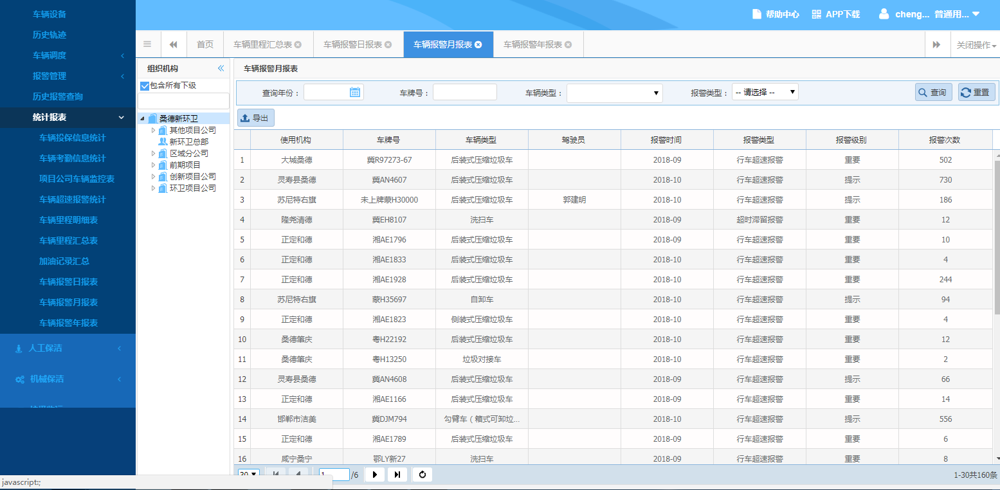 帮助中心 APP下载 cheng... 普通用...
车辆设备
历史轨迹
车辆调度
报警管理
历史报警查询
统计报表
车辆投保信息统计
车辆考勤信息统计
项目公司车辆监控表
车辆超速报警统计
车辆里程明细表
车辆里程汇总表
加油记录汇总
车辆报警日报表
车辆报警月报表
车辆报警年报表
人工保洁
机械保洁
首页 车辆里程汇总表 车辆报警日报表 车辆报警月报表 车辆报警年报表 关闭操作
组织机构
包含所有下级
桑德新环卫
其他项目公司
新环卫总部
区域分公司
前期项目
创新项目公司
环卫项目公司
车辆报警月报表
查询年份： 车牌号： 车辆类型： 报警类型： -- 请选择 -- 查询 重置
导出
使用机构 车牌号 车辆类型 驾驶员 报警时间 报警类型 报警级别 报警次数
1 大城桑德 冀R97273-67 后装式压缩垃圾车 2018-09 行车超速报警 重要 502
2 灵寿县桑德 冀AN4607 后装式压缩垃圾车 2018-10 行车超速报警 提示 730
3 苏尼特右旗 未上牌蒙H30000 后装式压缩垃圾车 郭建明 2018-10 行车超速报警 提示 186
4 隆尧清德 冀EH8107 洗扫车 2018-09 超时滞留报警 重要 12
5 正定和德 湘AE1796 后装式压缩垃圾车 2018-09 行车超速报警 重要 10
6 正定和德 湘AE1833 后装式压缩垃圾车 2018-10 行车超速报警 重要 4
7 正定和德 湘AE1928 后装式压缩垃圾车 2018-10 行车超速报警 重要 244
8 苏尼特右旗 蒙H35697 自卸车 2018-10 行车超速报警 提示 94
9 正定和德 湘AE1823 侧装式压缩垃圾车 2018-10 行车超速报警 重要 4
10 桑德肇庆 粤H22192 后装式压缩垃圾车 2018-10 行车超速报警 重要 12
11 桑德肇庆 粤H13250 垃圾对接车 2018-10 行车超速报警 重要 2
12 灵寿县桑德 冀AN4608 后装式压缩垃圾车 2018-10 行车超速报警 提示 66
13 正定和德 湘AE1166 后装式压缩垃圾车 2018-09 行车超速报警 重要 14
14 邯郸市洁美 冀DJM794 勾臂车（箱式可卸垃... 2018-10 行车超速报警 提示 556
15 正定和德 湘AE1789 后装式压缩垃圾车 2018-09 行车超速报警 重要 6
16 咸宁桑宁 鄂LY新27 洗扫车 2018-09 行车超速报警 重要 8
30 1 /6 1-30共160条
javascript:;